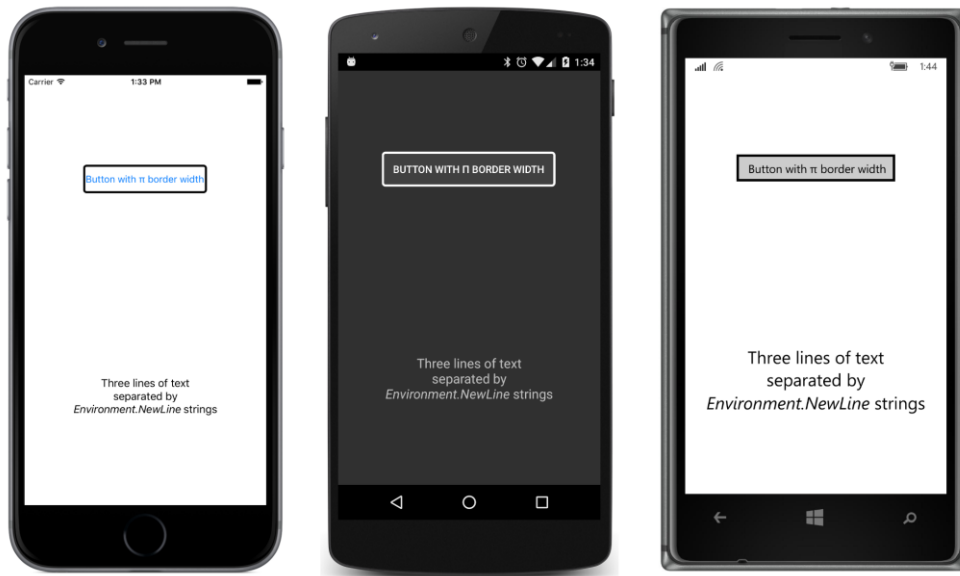 Carrier
1:33 PM
Button with π border width
Three lines of text
separated by
Environment.NewLine strings
1:34
BUTTON WITH Π BORDER WIDTH
Three lines of text
separated by
Environment.NewLine strings
1:44
Button with π border width
Three lines of text
separated by
Environment.NewLine strings